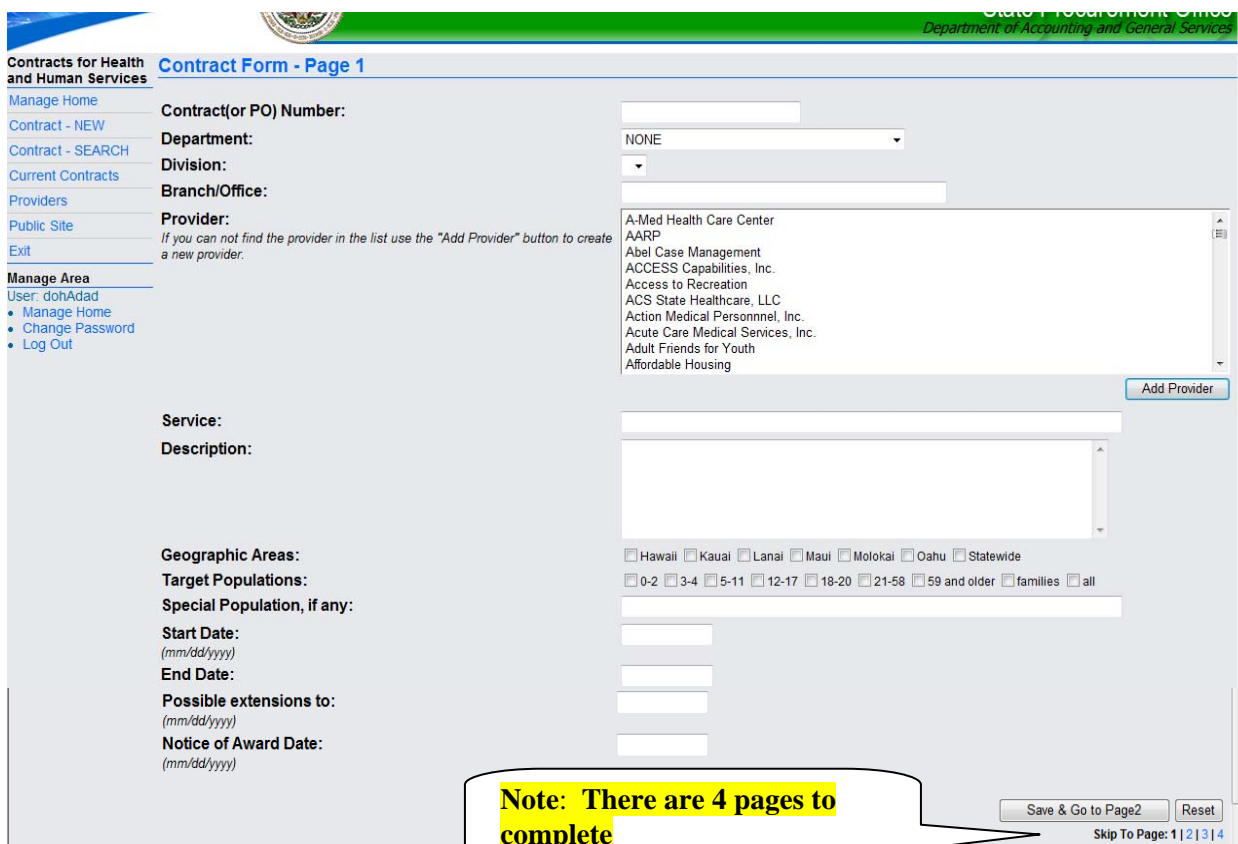 State Procurement Office
Department of Accounting and General Services
Contracts for Health
and Human Services
Manage Home
Contract - NEW
Contract - SEARCH
Current Contracts
Providers
Public Site
Exit
Manage Area
User: dohAdad
• Manage Home
• Change Password
• Log Out
Contract Form - Page 1
Contract(or PO) Number:
Department:
NONE
Division:
Branch/Office:
Provider:
If you can not find the provider in the list use the "Add Provider" button to create
a new provider.
A-Med Health Care Center
AARP
Abel Case Management
ACCESS Capabilities, Inc.
Access to Recreation
ACS State Healthcare, LLC
Action Medical Personnnel, Inc.
Acute Care Medical Services, Inc.
Adult Friends for Youth
Affordable Housing
Add Provider
Service:
Description:
Geographic Areas:
Hawaii Kauai Lanai Maui Molokai Oahu Statewide
Target Populations:
0-2 3-4 5-11 12-17 18-20 21-58 59 and older families all
Special Population, if any:
Start Date:
(mm/dd/yyyy)
End Date:
Possible extensions to:
(mm/dd/yyyy)
Notice of Award Date:
(mm/dd/yyyy)
Note: There are 4 pages to
complete
Save & Go to Page2 Reset
Skip To Page: 1 | 2 | 3 | 4